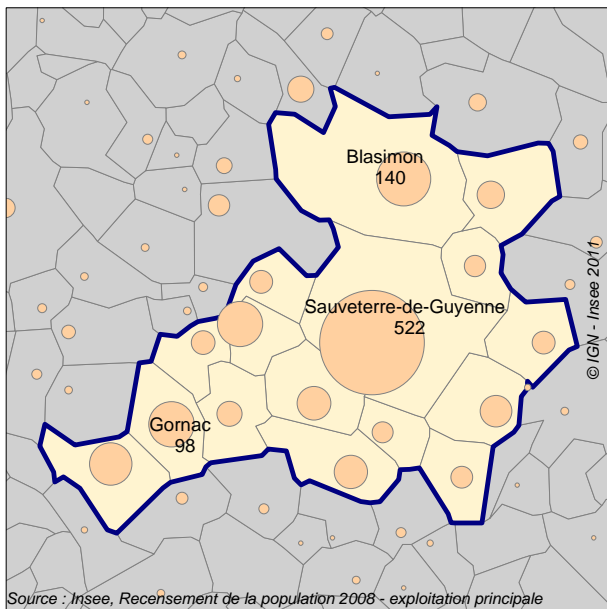 Blasimon
140
Sauveterre-de-Guyenne
522
Gornac
98
© IGN - Insee 2011
Source : Insee, Recensement de la population 2008 - exploitation principale